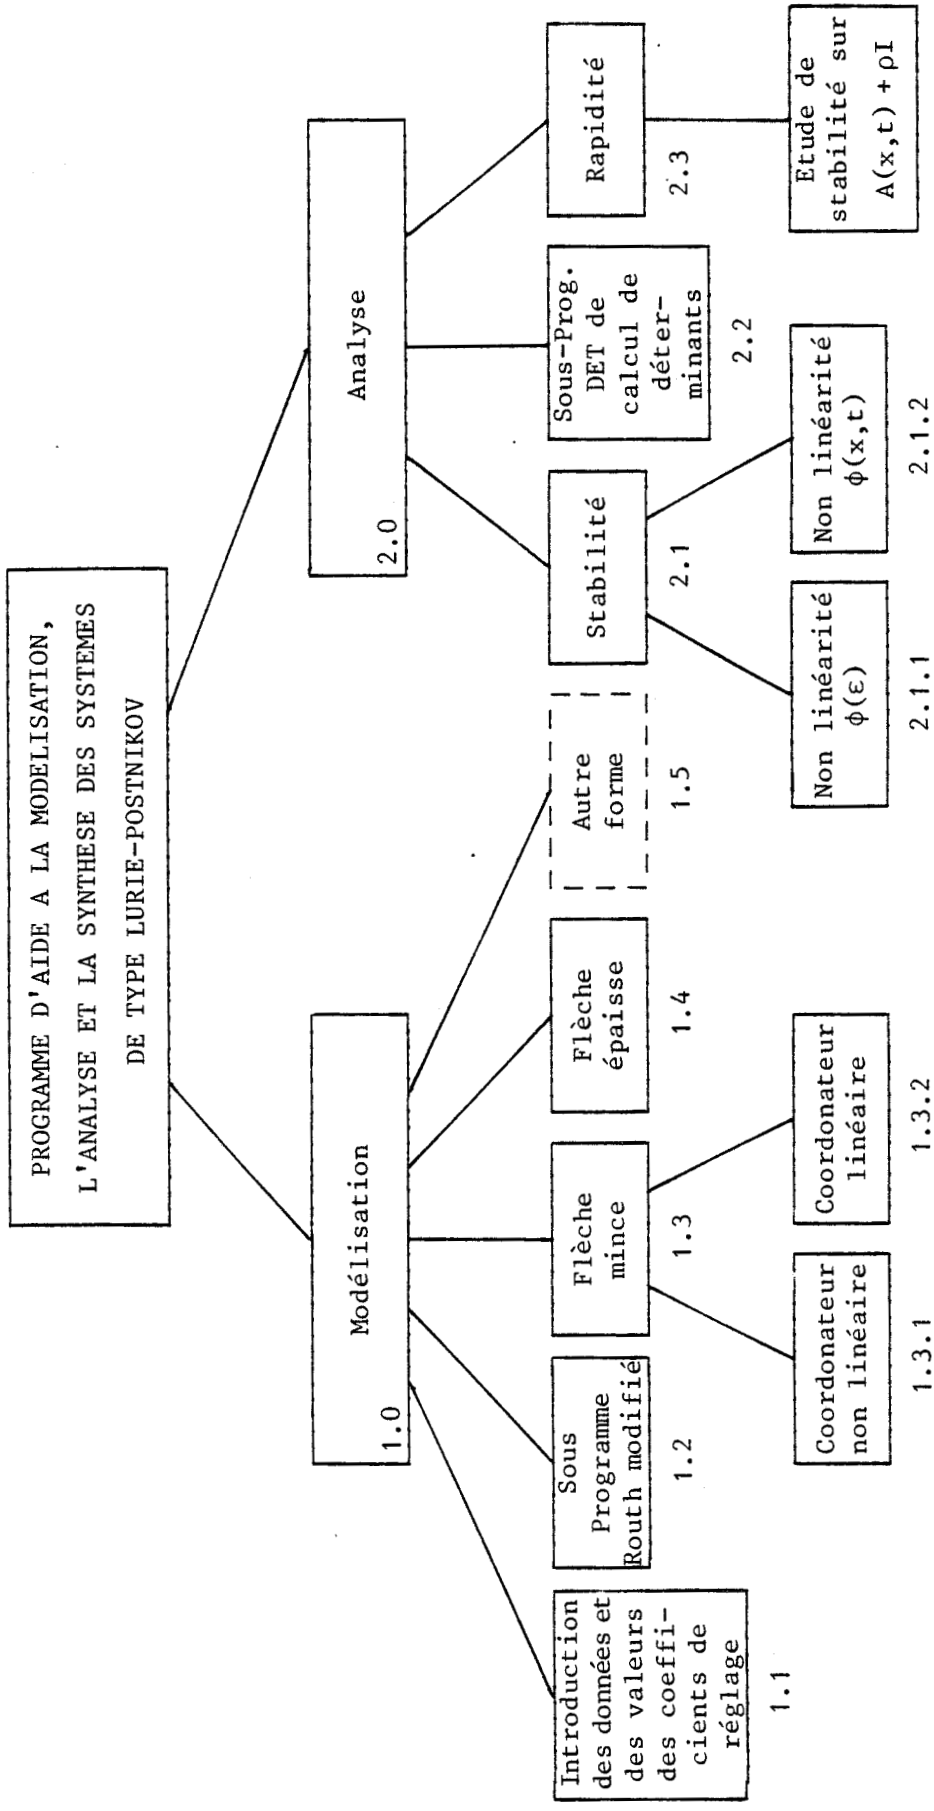 PROGRAMME D'AIDE A LA MODELISATION,
L'ANALYSE ET LA SYNTHESE DES SYSTEMES
DE TYPE LURIE-POSTNIKOV
1.0
Modélisation
2.0
Analyse
Introduction
des données et
des valeurs
des coeffi-
cients de
réglage
1.1
Sous
Programme
Routh modifié
1.2
Flèche
mince
1.3
Flèche
épaisse
1.4
Autre
forme
1.5
Stabilité
2.1
Sous-Prog.
DET de
calcul de
déter-
minants
2.2
Rapidité
2.3
Coordonateur
non linéaire
1.3.1
Coordonateur
linéaire
1.3.2
Non linéarité
ϕ(ε)
2.1.1
Non linéarité
ϕ(x,t)
2.1.2
Etude de
stabilité sur
A(x,t) + ρI